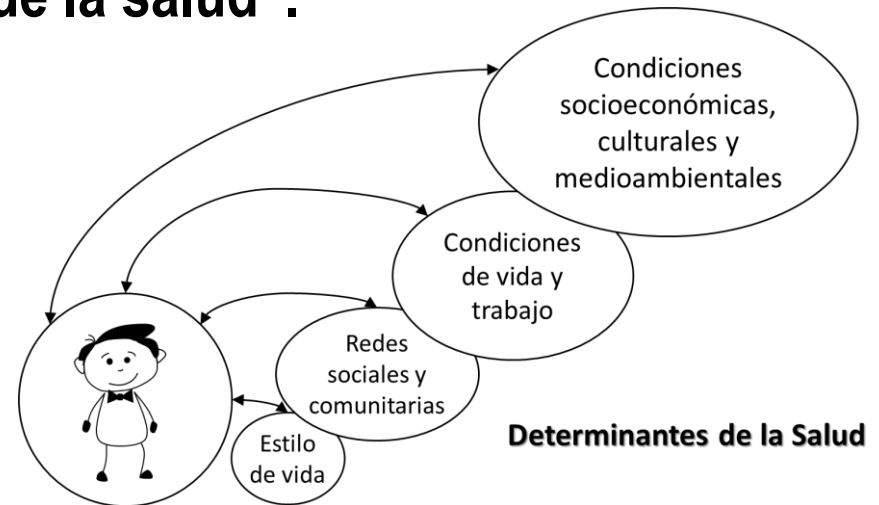 de la salud".
Condiciones
socioeconómicas,
culturales y
medioambientales
Condiciones
de vida y
trabajo
Redes
sociales y
comunitarias
Estilo
de vida
Determinantes de la Salud